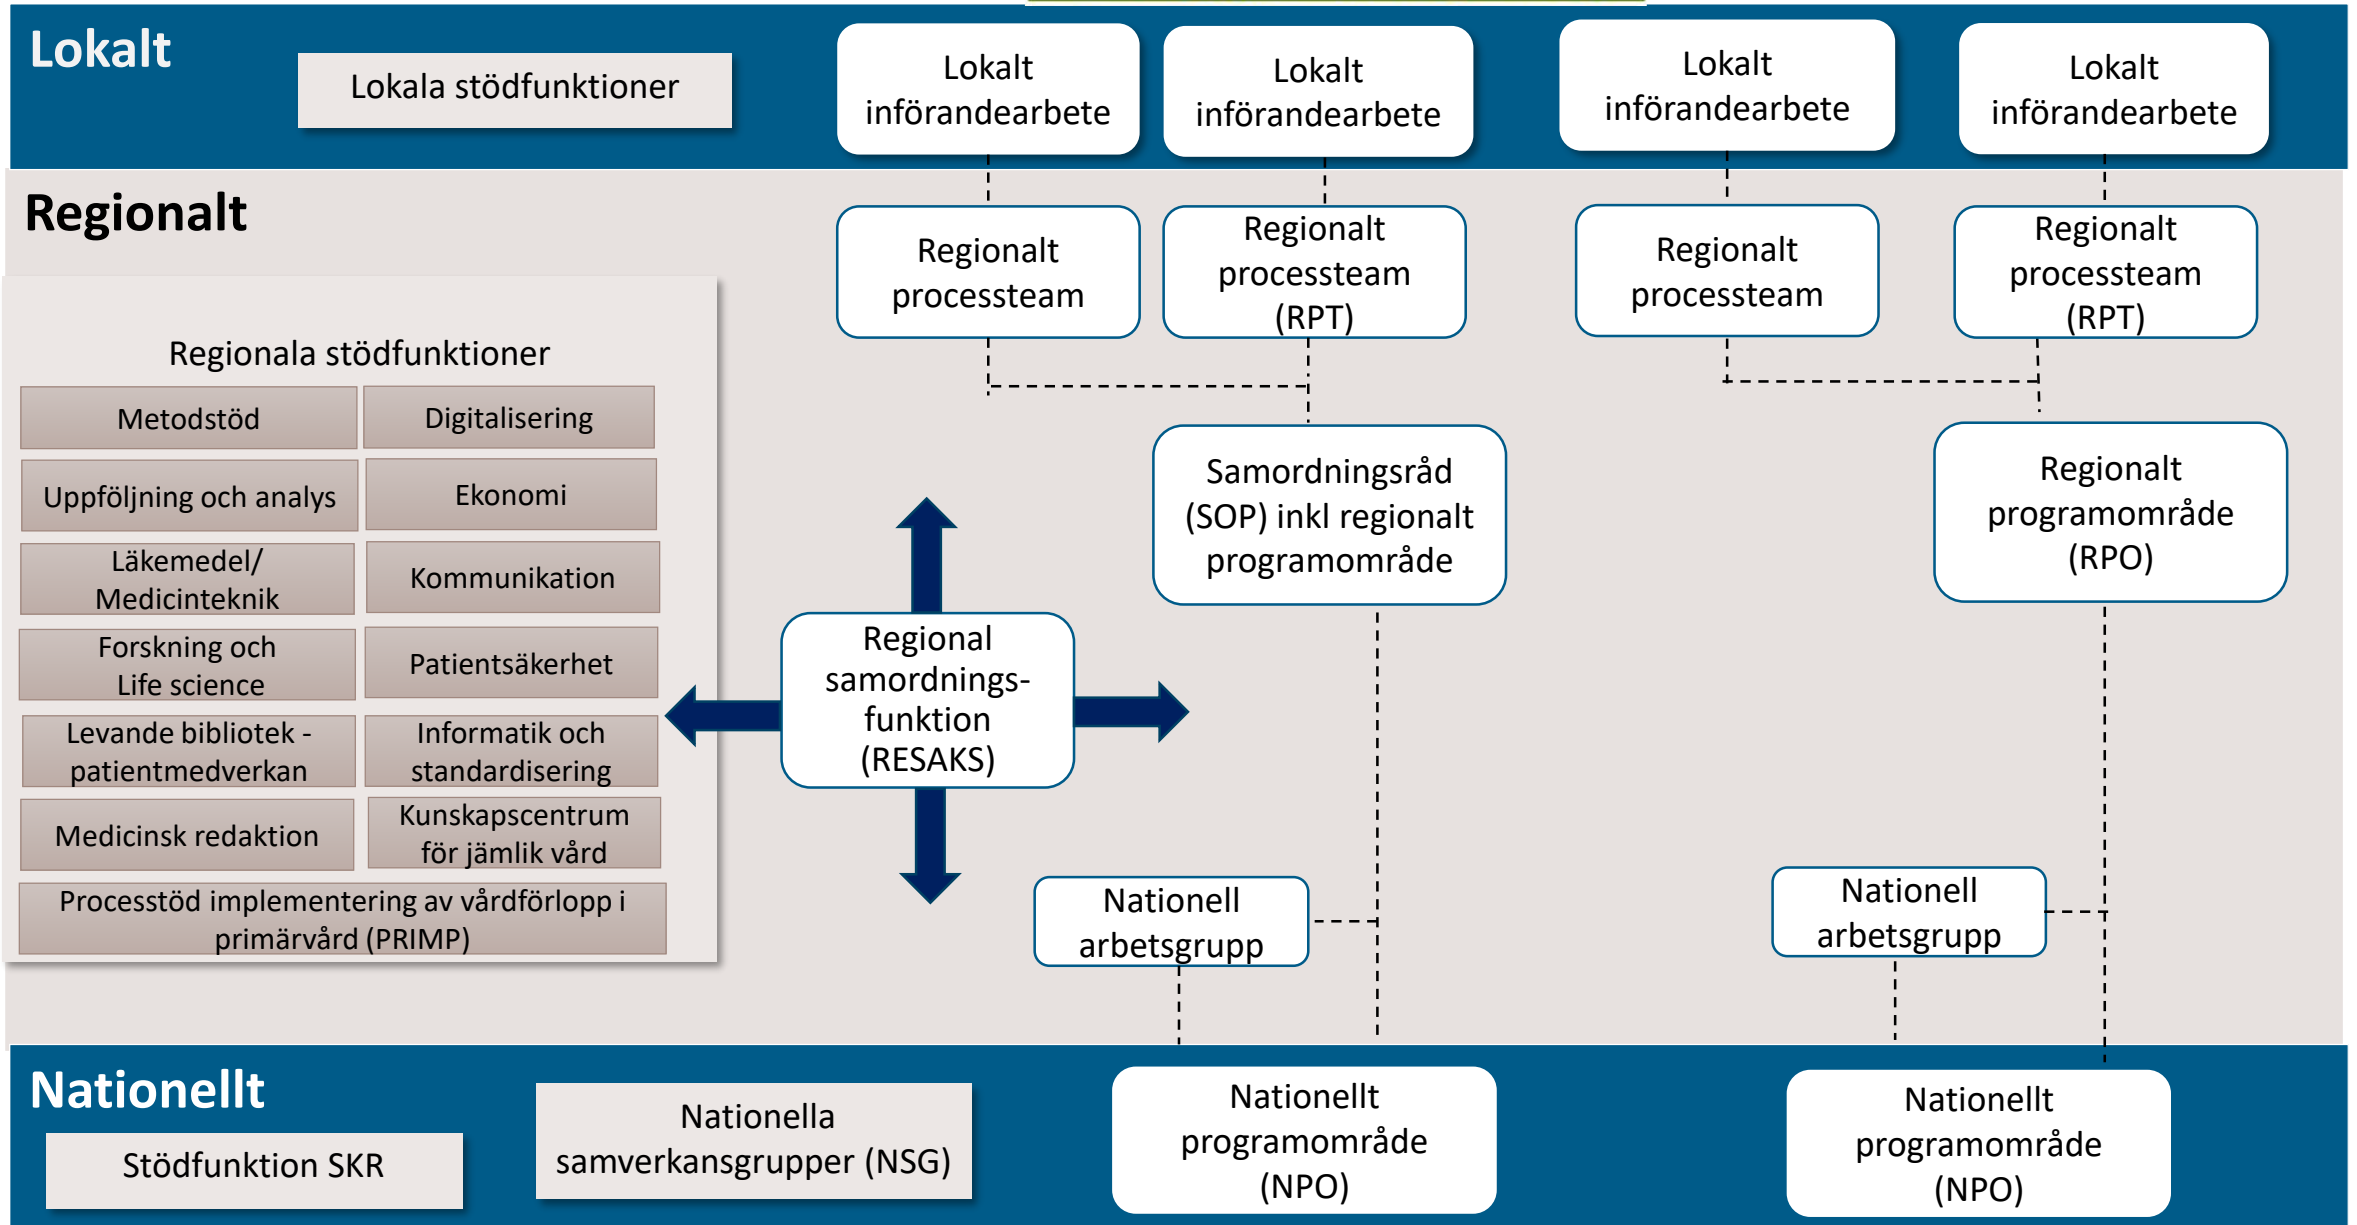 Lokalt
Lokala stödfunktioner
Lokalt
införandearbete
Lokalt
införandearbete
Lokalt
införandearbete
Lokalt
införandearbete
Regionalt
Regionalt
processteam
Regionalt
processteam
(RPT)
Regionalt
processteam
Regionalt
processteam
(RPT)
Regionala stödfunktioner
Metodstöd
Digitalisering
Uppföljning och analys
Ekonomi
Läkemedel/
Medicinteknik
Kommunikation
Forskning och
Life science
Patientsäkerhet
Levande bibliotek -
patientmedverkan
Informatik och
standardisering
Medicinsk redaktion
Kunskapscentrum
för jämlik vård
Processtöd implementering av vårdförlopp i
primärvård (PRIMP)
Regional
samordnings-
funktion
(RESAKS)
Samordningsråd
(SOP) inkl regionalt
programområde
Regionalt
programområde
(RPO)
Nationell
arbetsgrupp
Nationell
arbetsgrupp
Nationellt
Stödfunktion SKR
Nationella
samverkansgrupper (NSG)
Nationellt
programområde
(NPO)
Nationellt
programområde
(NPO)